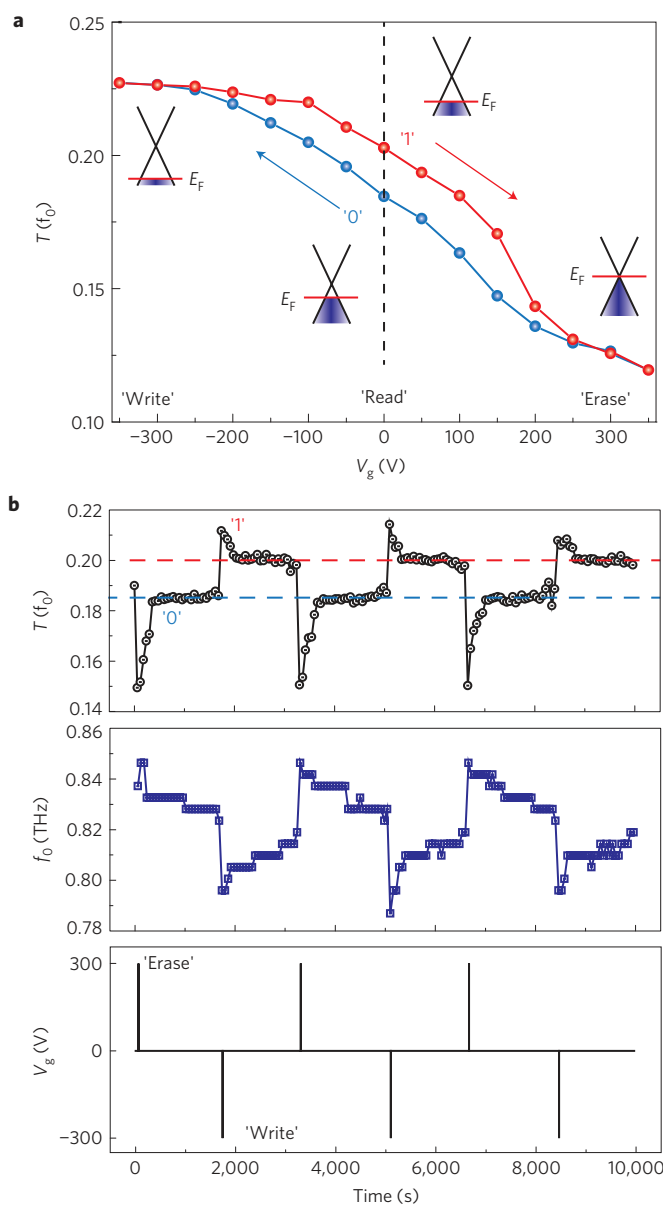 a
0.25
0.20
0.15
0.10
T (f0)
EF
'1'
EF
'0'
EF
EF
'Write'
'Read'
'Erase'
−300
−200
−100
0
100
200
300
Vg (V)
b
0.22
0.20
0.18
0.16
0.14
T (f0)
'1'
'0'
0.86
0.84
0.82
0.80
0.78
f0 (THz)
300
0
−300
Vg (V)
'Erase'
'Write'
0
2,000
4,000
6,000
8,000
10,000
Time (s)